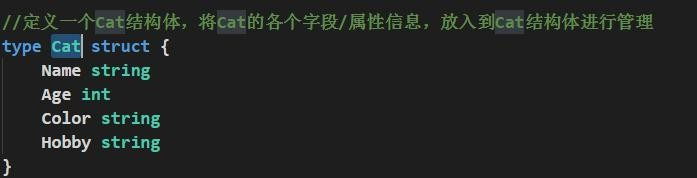 //定义一个Cat结构体，将Cat的各个字段/属性信息，放入到Cat结构体进行管理
type Cat struct {
    Name string
    Age int
    Color string
    Hobby string
}